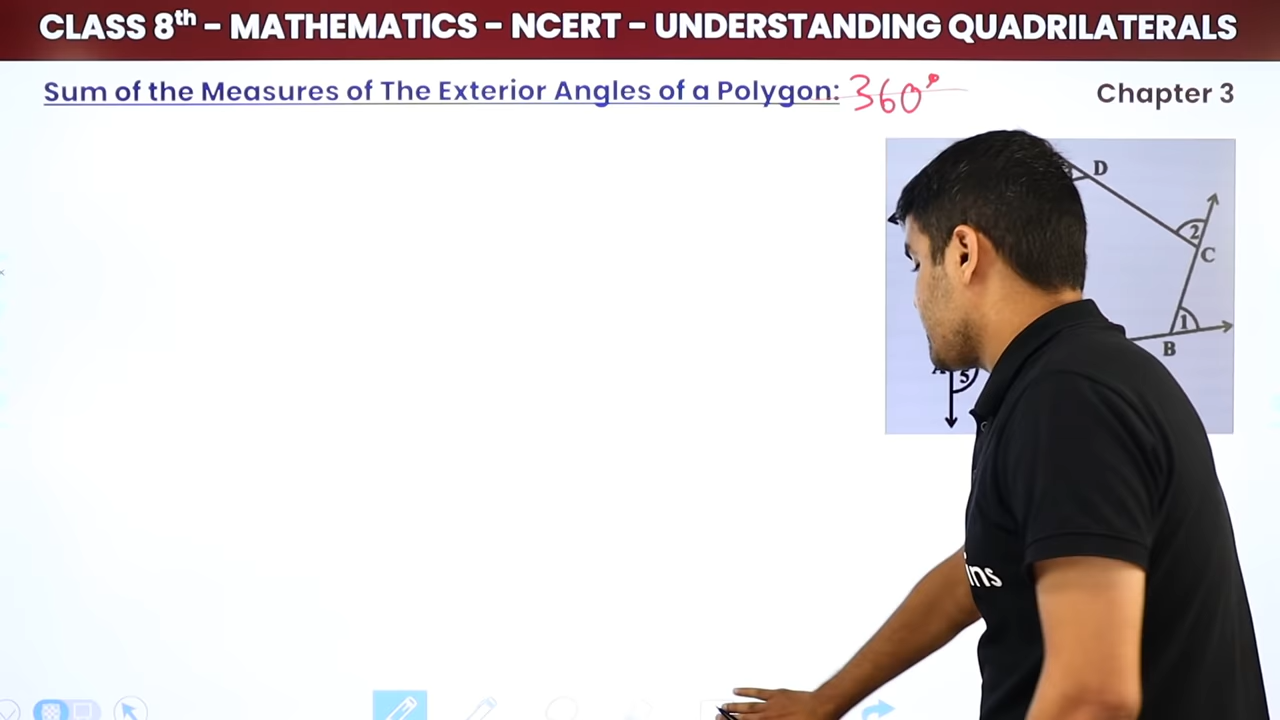 CLASS 8th - MATHEMATICS - NCERT - UNDERSTANDING QUADRILATERALS
Sum of the Measures of The Exterior Angles of a Polygon: 360°
Chapter 3
D
2
C
1
B
A
5